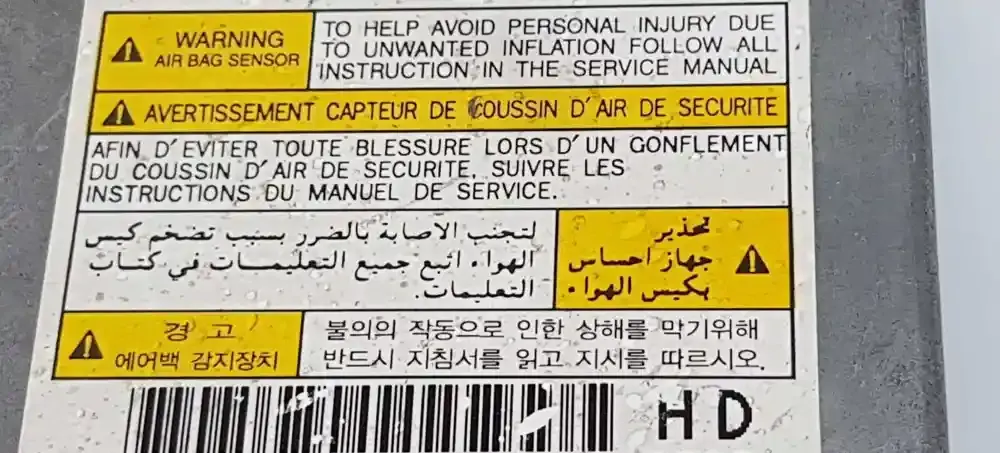 WARNING
AIR BAG SENSOR
TO HELP AVOID PERSONAL INJURY DUE
TO UNWANTED INFLATION FOLLOW ALL
INSTRUCTION IN THE SERVICE MANUAL
AVERTISSEMENT CAPTEUR DE COUSSIN D'AIR DE SECURITE
AFIN D'EVITER TOUTE BLESSURE LORS D'UN GONFLEMENT
DU COUSSIN D'AIR DE SECURITE, SUIVRE LES
INSTRUCTIONS DU MANUEL DE SERVICE.
تحذير
جهاز احساس
بكيس الهواء
لتجنب الاصابة بالضرر بسبب تضخم كيس
الهواء اتبع جميع التعليمات في كتاب
التعليمات.
경 고
에어백 감지장치
불의의 작동으로 인한 상해를 막기위해
반드시 지침서를 읽고 지시를 따르시오.
HD